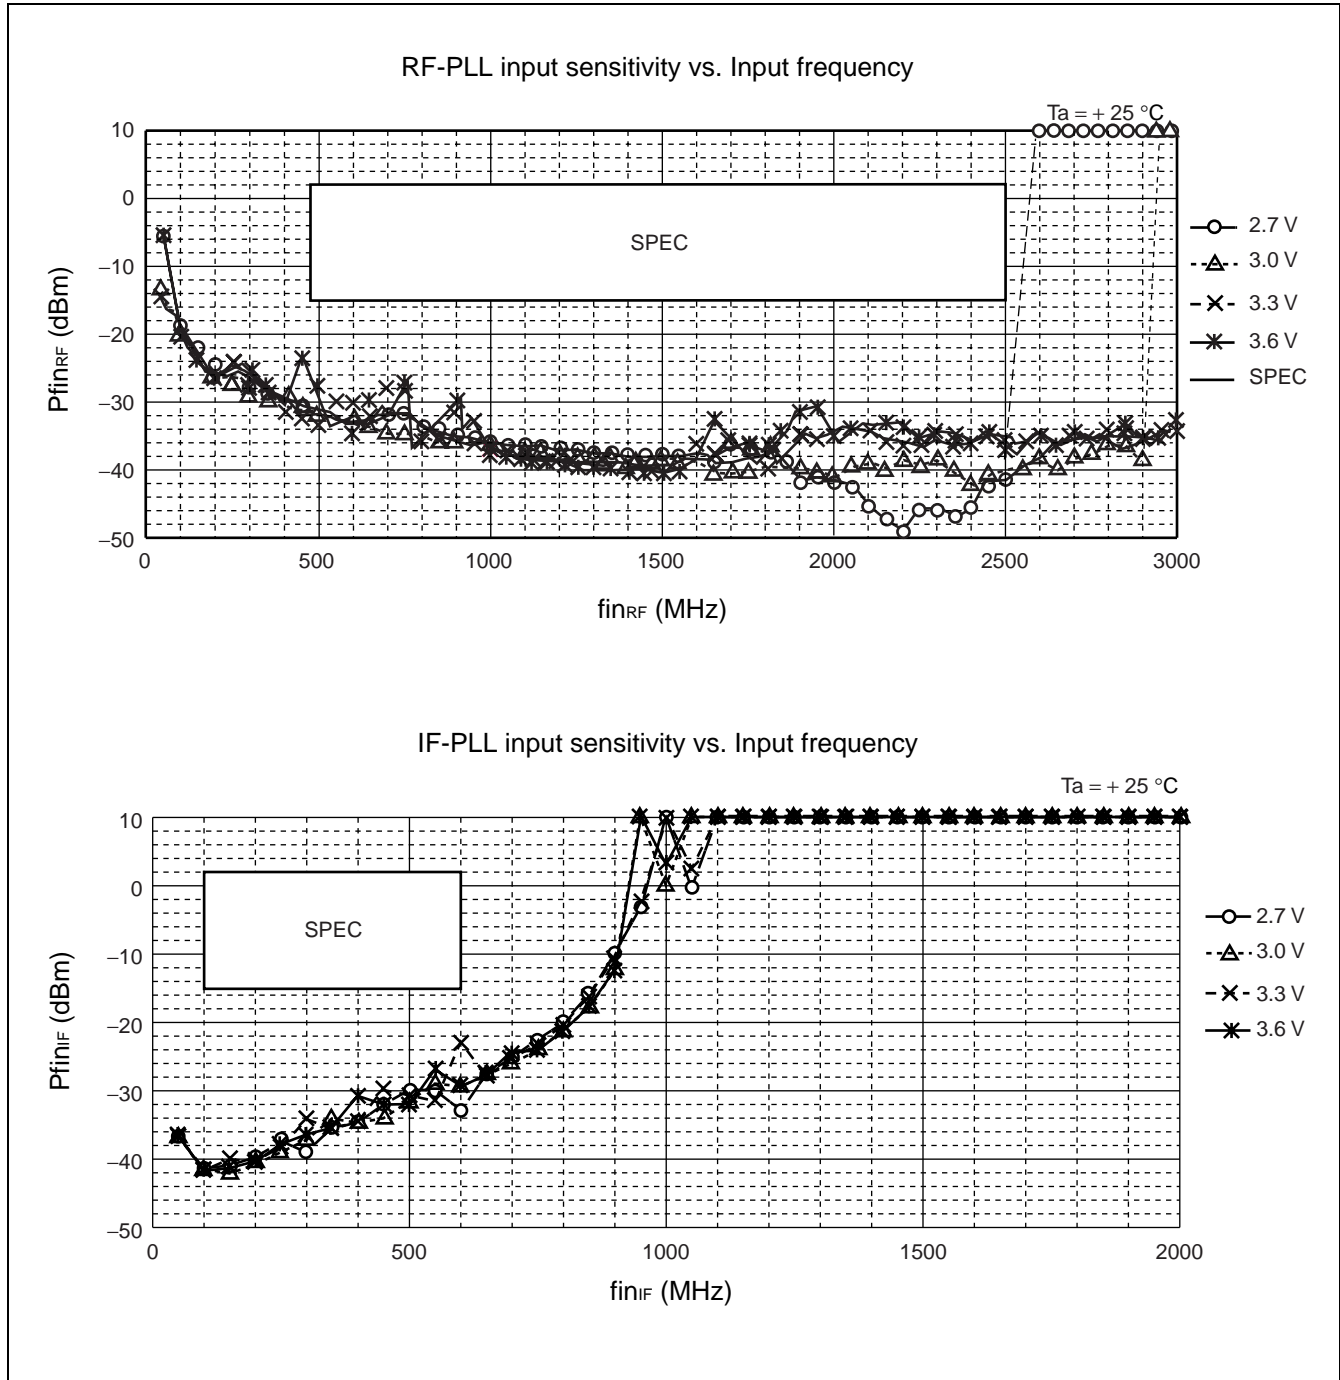 RF-PLL input sensitivity vs. Input frequency
Ta = + 25 °C
10
0
−10
−20
−30
−40
−50
PfinRF (dBm)
SPEC
2.7 V
3.0 V
3.3 V
3.6 V
SPEC
0 500 1000 1500 2000 2500 3000
finRF (MHz)
IF-PLL input sensitivity vs. Input frequency
Ta = + 25 °C
10
0
−10
−20
−30
−40
−50
PfinIF (dBm)
SPEC
2.7 V
3.0 V
3.3 V
3.6 V
0 500 1000 1500 2000
finIF (MHz)